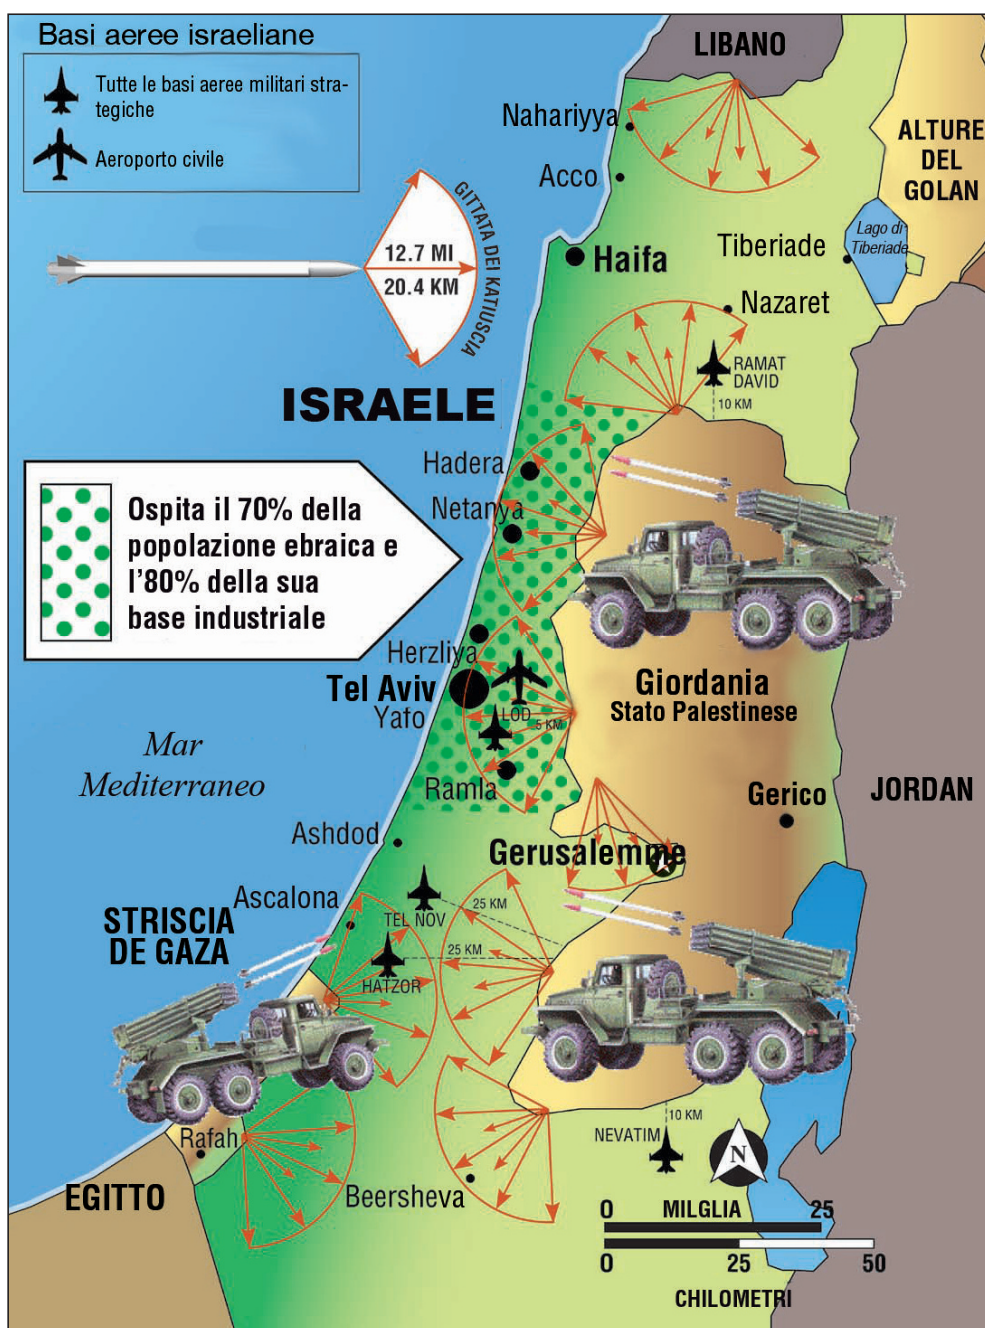 Basi aeree israeliane
Tutte le basi aeree militari stra-
tegiche
Aeroporto civile
LIBANO
Nahariyya
Acco
ALTURE
DEL
GOLAN
GITTATA DEI KATIUSCIA
12.7 MI
20.4 KM
Haifa
Tiberiade
Lago di
Tiberiade
Nazaret
RAMAT
DAVID
10 KM
ISRAELE
Hadera
Netanya
Ospita il 70% della
popolazione ebraica e
l'80% della sua
base industriale
Herzliya
Tel Aviv
Yafo
LOD
5 KM
Ramla
Giordania
Stato Palestinese
Mar
Mediterraneo
Gerico
JORDAN
Ashdod
Gerusalemme
Ascalona
TEL NOV
25 KM
STRISCIA
DE GAZA
25 KM
HATZOR
Rafah
EGITTO
Beersheva
10 KM
NEVATIM
N
0 MILGLIA 25
0 25 50
CHILOMETRI